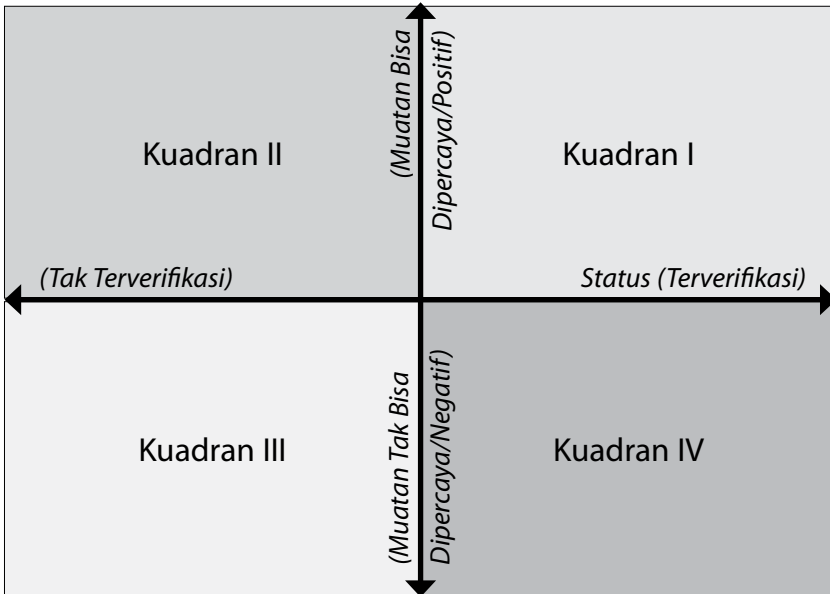 (Muatan Bisa
Dipercaya/Positif)
Kuadran II
Kuadran I
(Tak Terverifikasi)
Status (Terverifikasi)
(Muatan Tak Bisa
Dipercaya/Negatif)
Kuadran III
Kuadran IV